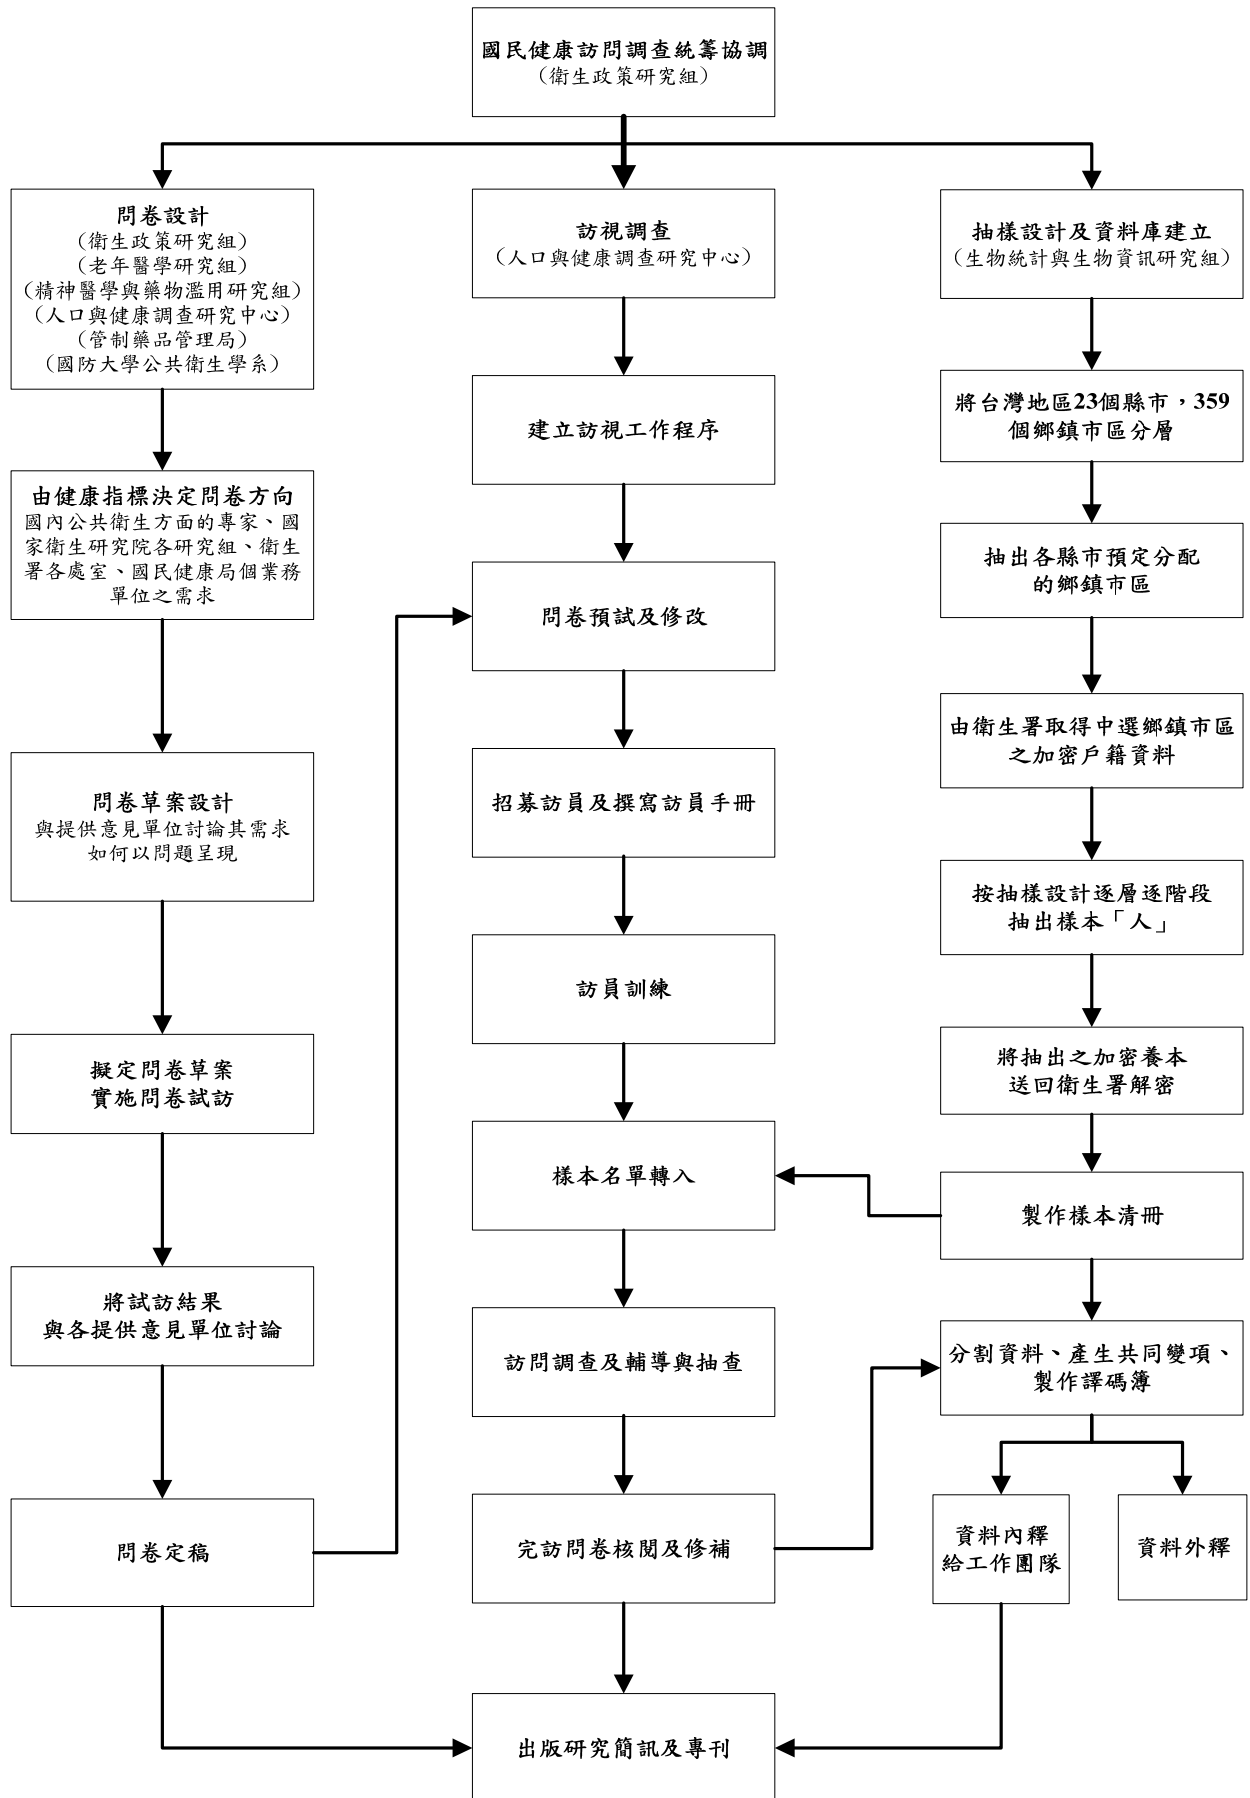 國民健康訪問調查統籌協調
（衛生政策研究組）
問卷設計
（衛生政策研究組）
（老年醫學研究組）
（精神醫學與藥物濫用研究組）
（人口與健康調查研究中心）
（管制藥品管理局）
（國防大學公共衛生學系）
由健康指標決定問卷方向
國內公共衛生方面的專家、國
家衛生研究院各研究組、衛生
署各處室、國民健康局個業務
單位之需求
問卷草案設計
與提供意見單位討論其需求
如何以問題呈現
擬定問卷草案
實施問卷試訪
將試訪結果
與各提供意見單位討論
問卷定稿
訪視調查
（人口與健康調查研究中心）
建立訪視工作程序
問卷預試及修改
招募訪員及撰寫訪員手冊
訪員訓練
樣本名單轉入
訪問調查及輔導與抽查
完訪問卷核閱及修補
出版研究簡訊及專刊
抽樣設計及資料庫建立
（生物統計與生物資訊研究組）
將台灣地區23個縣市，359
個鄉鎮市區分層
抽出各縣市預定分配
的鄉鎮市區
由衛生署取得中選鄉鎮市區
之加密戶籍資料
按抽樣設計逐層逐階段
抽出樣本「人」
將抽出之加密養本
送回衛生署解密
製作樣本清冊
分割資料、產生共同變項、
製作譯碼簿
資料內釋
給工作團隊
資料外釋